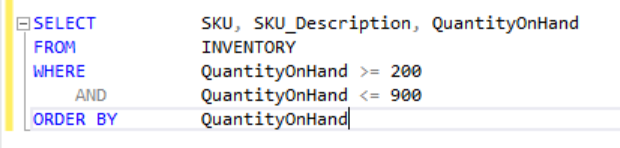 SELECT SKU, SKU_Description, QuantityOnHand
FROM INVENTORY
WHERE QuantityOnHand >= 200
AND QuantityOnHand <= 900
ORDER BY QuantityOnHand